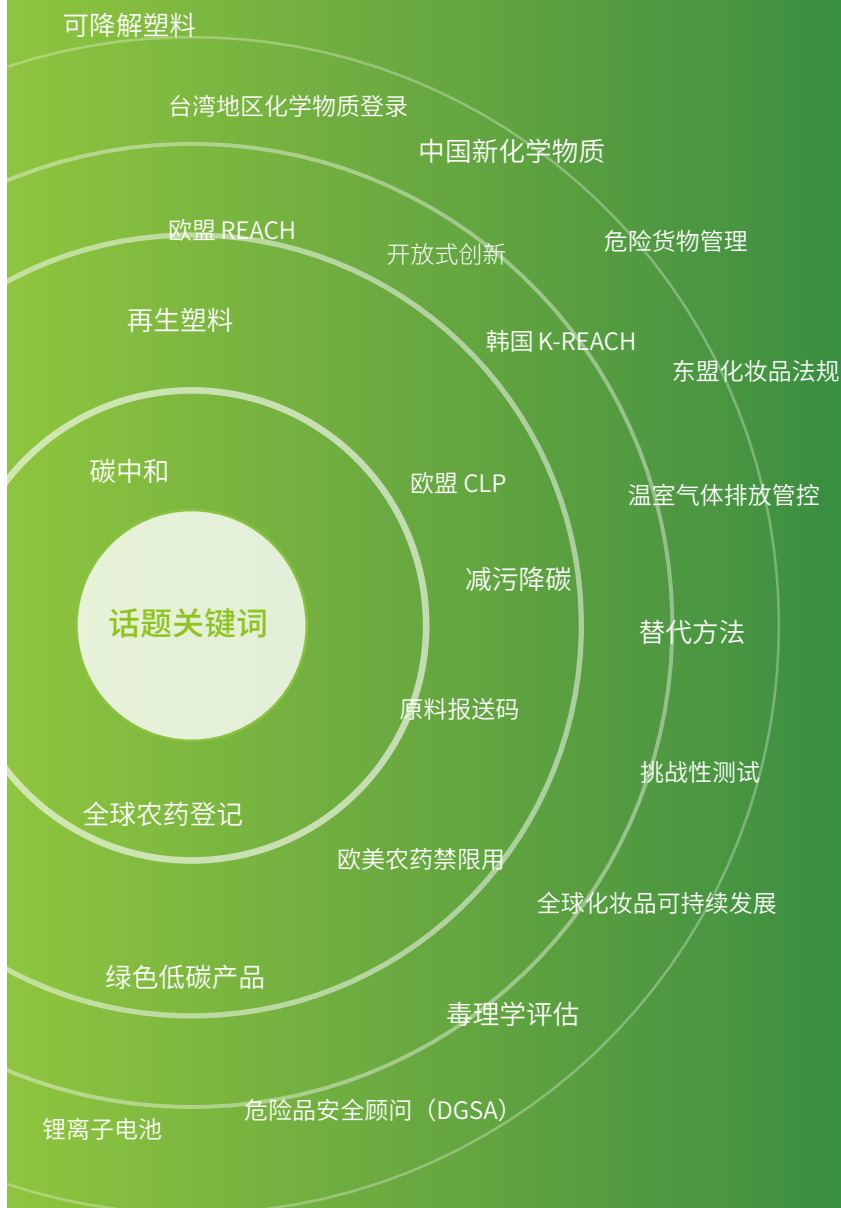 可降解塑料
台湾地区化学物质登录
中国新化学物质
欧盟 REACH
开放式创新
危险货物管理
再生塑料
韩国 K-REACH
东盟化妆品法规
碳中和
欧盟 CLP
温室气体排放管控
减污降碳
话题关键词
替代方法
原料报送码
挑战性测试
全球农药登记
欧美农药禁限用
全球化妆品可持续发展
绿色低碳产品
毒理学评估
危险品安全顾问（DGSA）
锂离子电池